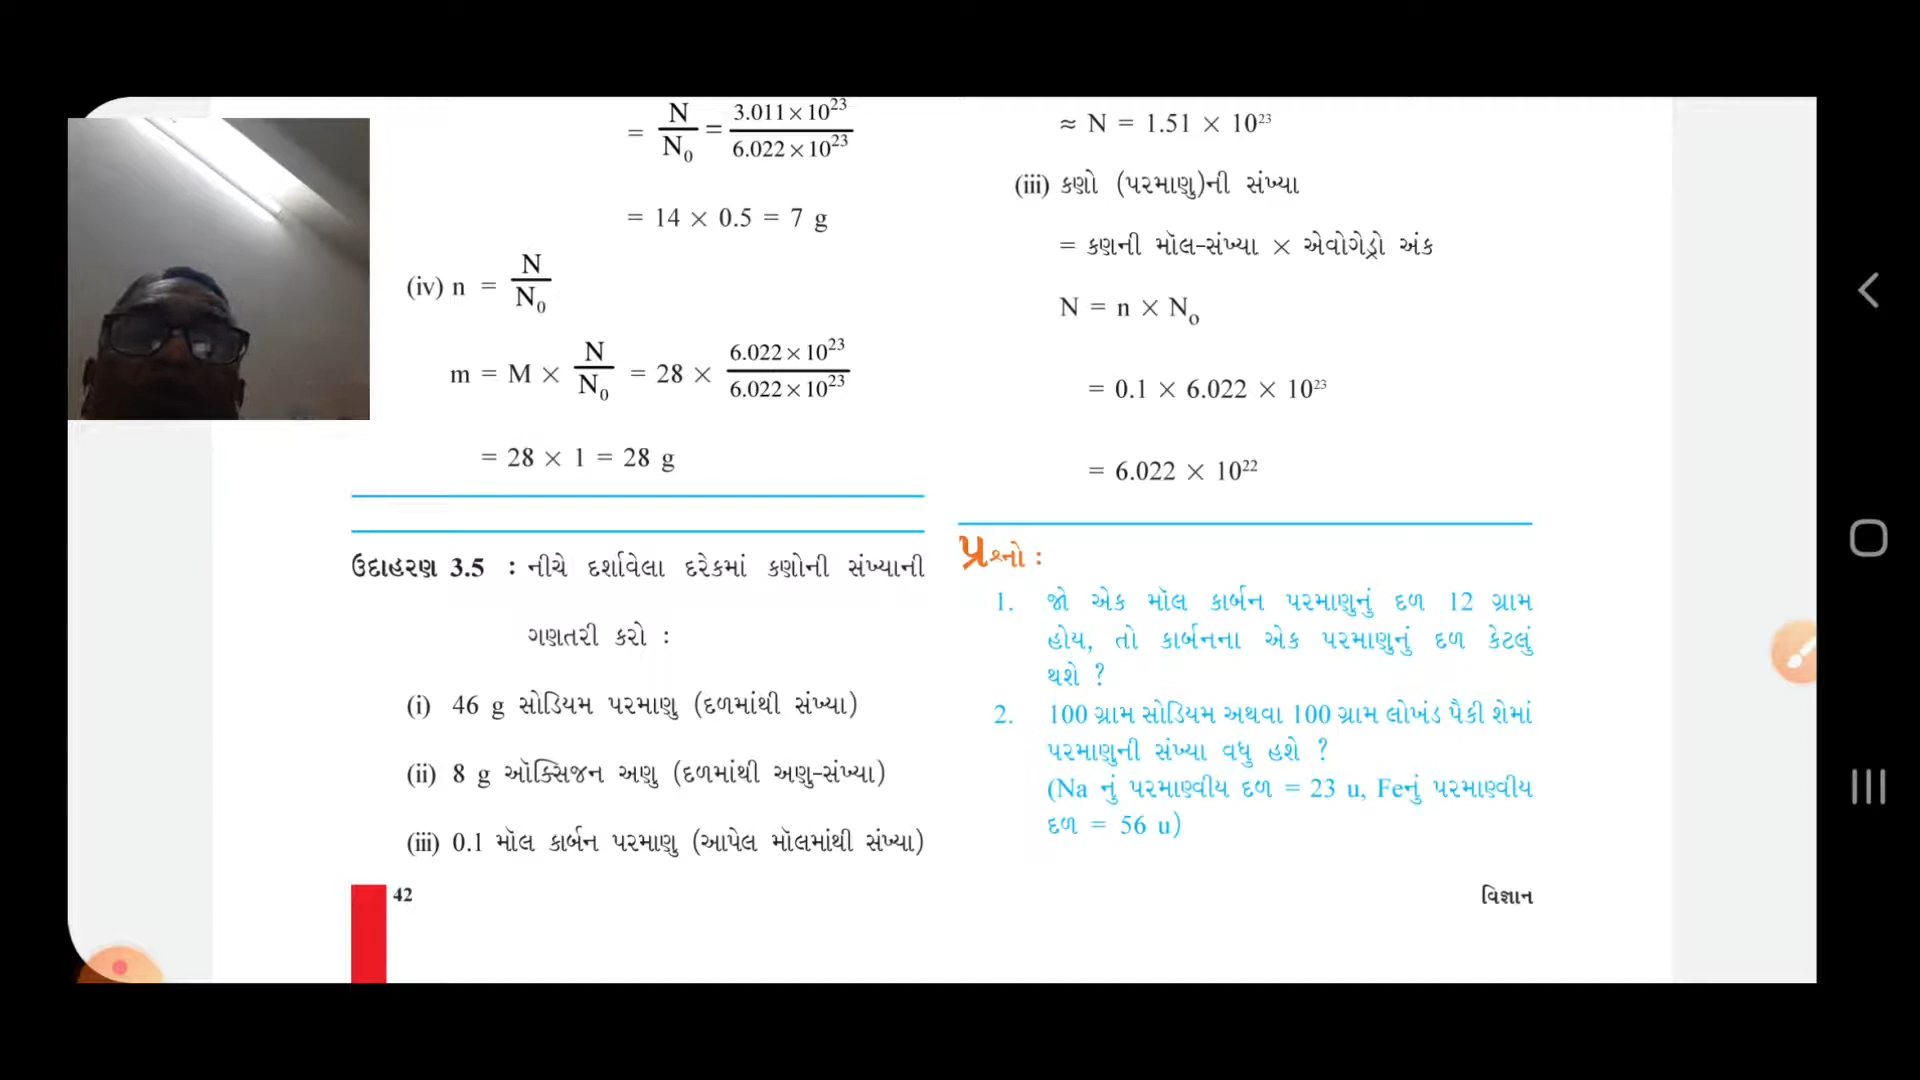 = N/N₀ = 3.011 × 10²³/6.022 × 10²³
= 14 × 0.5 = 7 g
(iv) n = N/N₀
m = M × N/N₀ = 28 × 6.022 × 10²³/6.022 × 10²³
= 28 × 1 = 28 g
ઉદાહરણ 3.5 : નીચે દર્શાવેલા દરેકમાં કણોની સંખ્યાની
ગણતરી કરો :
(i) 46 g સોડિયમ પરમાણુ (દળમાંથી સંખ્યા)
(ii) 8 g ઑક્સિજન અણુ (દળમાંથી અણુ-સંખ્યા)
(iii) 0.1 મૉલ કાર્બન પરમાણુ (આપેલ મૉલમાંથી સંખ્યા)
42
≈ N = 1.51 × 10²³
(iii) કણો (પરમાણુ)ની સંખ્યા
= કણની મૉલ-સંખ્યા × એવોગેડ્રો અંક
N = n × N₀
= 0.1 × 6.022 × 10²³
= 6.022 × 10²²
પ્રશ્નો :
1. જો એક મૉલ કાર્બન પરમાણુનું દળ 12 ગ્રામ
હોય, તો કાર્બનના એક પરમાણુનું દળ કેટલું
થશે ?
2. 100 ગ્રામ સોડિયમ અથવા 100 ગ્રામ લોખંડ પૈકી શેમાં
પરમાણુની સંખ્યા વધુ હશે ?
(Na નું પરમાણ્વીય દળ = 23 u, Feનું પરમાણ્વીય
દળ = 56 u)
વિજ્ઞાન